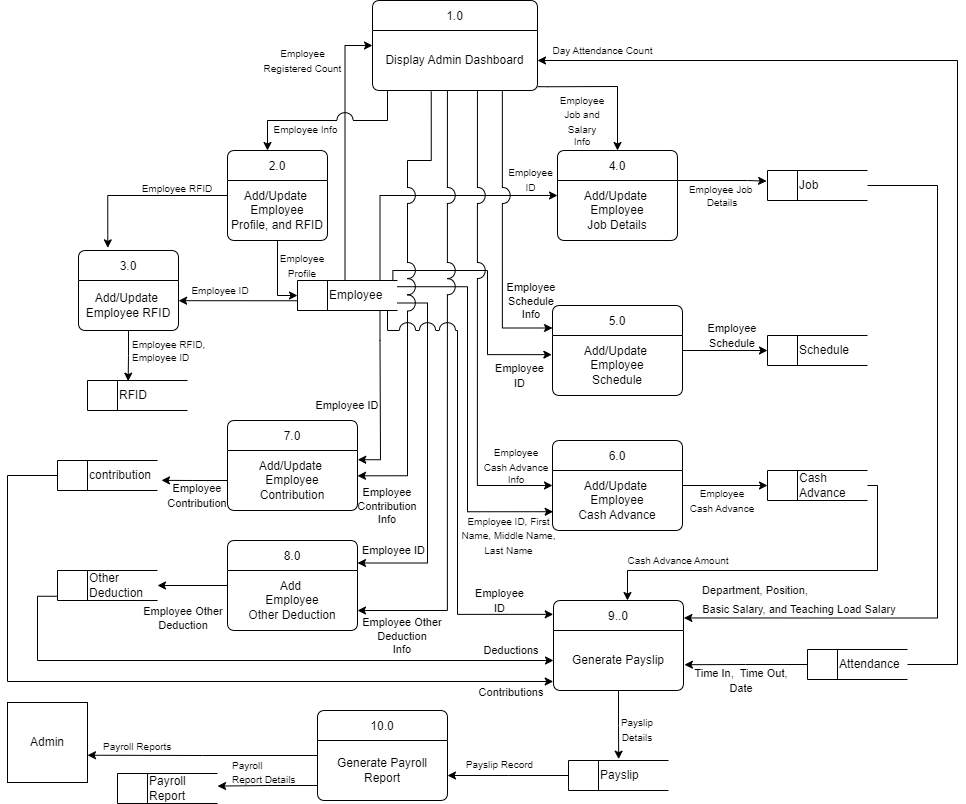 1.0
Display Admin Dashboard
Employee
Registered Count
Day Attendance Count
Employee Info
Employee
Job and
Salary
Info
2.0
Add/Update
Employee
Profile, and RFID
Employee RFID
Employee
ID
4.0
Add/Update
Employee
Job Details
Employee Job
Details
Job
3.0
Add/Update
Employee RFID
Employee
Profile
Employee ID
Employee
Employee
Schedule
Info
5.0
Add/Update
Employee
Schedule
Employee
Schedule
Schedule
Employee
ID
Employee RFID,
Employee ID
RFID
Employee ID
7.0
Add/Update
Employee
Contribution
contribution
Employee
Contribution
Employee
Contribution
Info
Employee
Cash Advance
Info
6.0
Add/Update
Employee
Cash Advance
Employee
Cash Advance
Cash
Advance
Employee ID, First
Name, Middle Name,
Last Name
8.0
Add
Employee
Other Deduction
Employee ID
Other
Deduction
Employee Other
Deduction
Employee Other
Deduction
Info
Cash Advance Amount
Employee
ID
Department, Position,
Basic Salary, and Teaching Load Salary
9..0
Generate Payslip
Deductions
Contributions
Time In,  Time Out,
Date
Attendance
Payslip
Details
Admin
Payroll Reports
10.0
Generate Payroll
Report
Payroll
Report Details
Payroll
Report
Payslip Record
Payslip